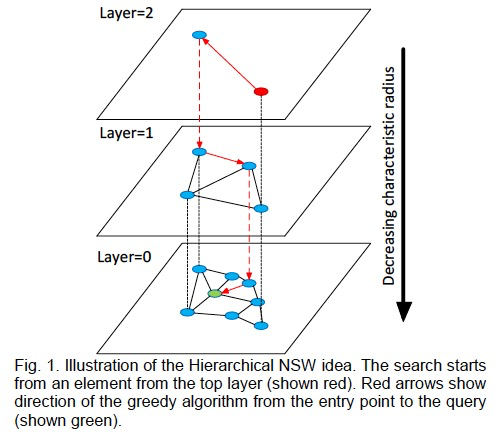 Layer=2
Layer=1
Layer=0
Decreasing characteristic radius
Fig. 1. Illustration of the Hierarchical NSW idea. The search starts
from an element from the top layer (shown red). Red arrows show
direction of the greedy algorithm from the entry point to the query
(shown green).